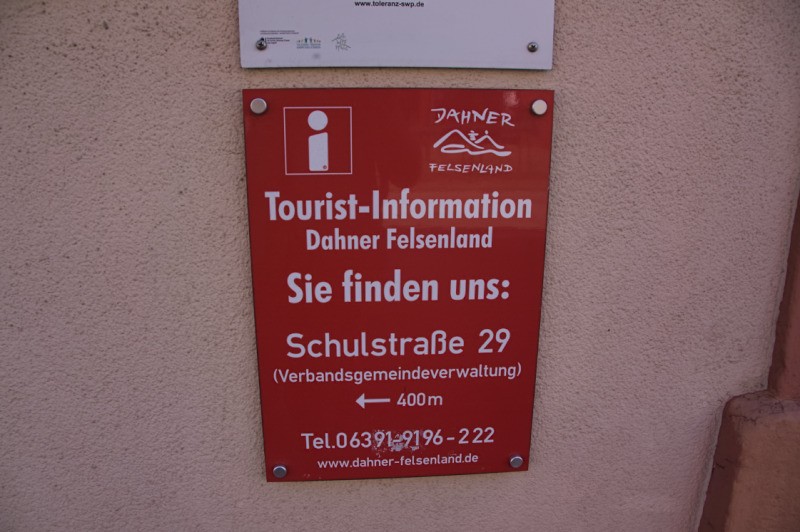 www.toleranz-swp.de
i
DAHNER
FELSENLAND
Tourist-Information
Dahner Felsenland
Sie finden uns:
Schulstraße 29
(Verbandsgemeindeverwaltung)
← 400m
Tel.06391-9196-222
www.dahner-felsenland.de